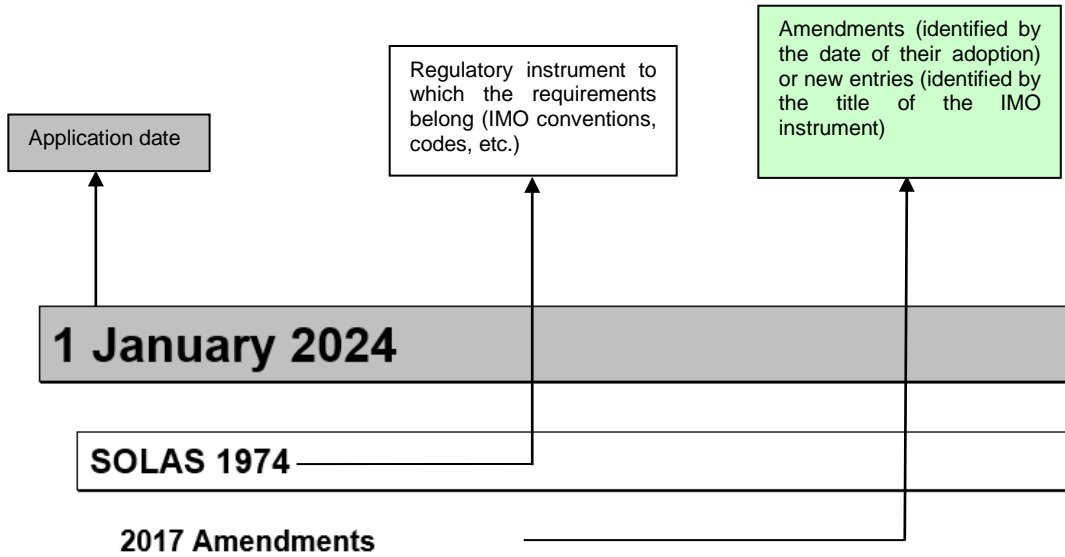 Application date
Regulatory instrument to
which the requirements
belong (IMO conventions,
codes, etc.)
Amendments (identified by
the date of their adoption)
or new entries (identified by
the title of the IMO
instrument)
1 January 2024
SOLAS 1974
2017 Amendments